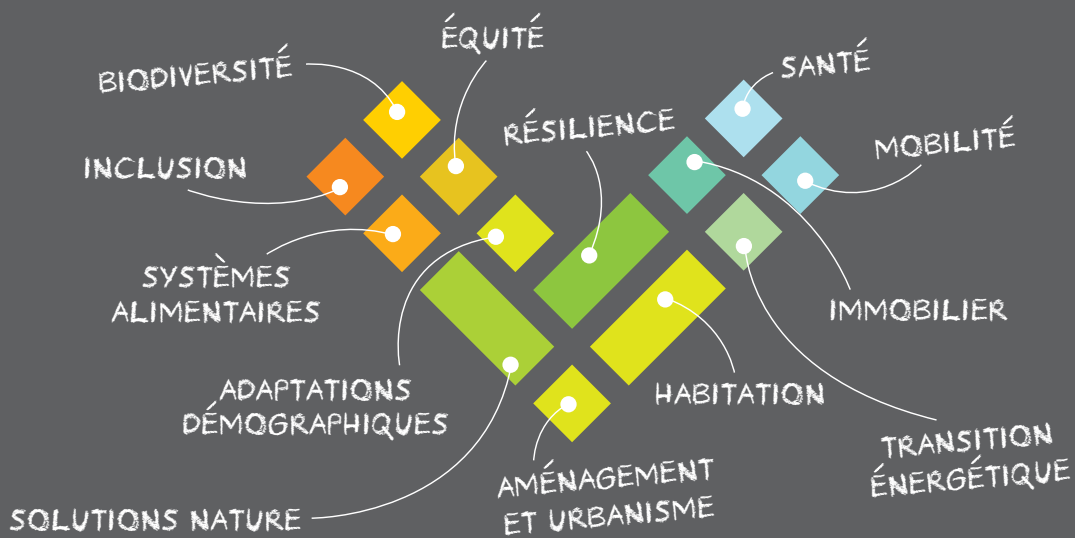 ÉQUITÉ
BIODIVERSITÉ
SANTÉ
RÉSILIENCE
MOBILITÉ
INCLUSION
SYSTÈMES
ALIMENTAIRES
IMMOBILIER
ADAPTATIONS
DÉMOGRAPHIQUES
HABITATION
TRANSITION
ÉNERGÉTIQUE
AMÉNAGEMENT
ET URBANISME
SOLUTIONS NATURE